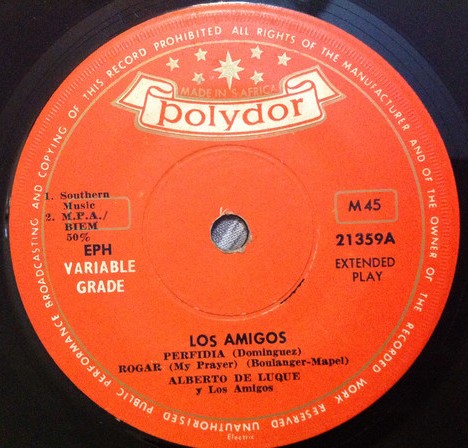 BROADCASTING AND COPYING OF THIS RECORD PROHIBITED ALL RIGHTS OF THE MANUFACTURER AND OF THE OWNER OF THE RECORDED WORK RESERVED UNAUTHORISED PUBLIC PERFORMANCE
MADE IN S.AFRICA
polydor
1. Southern
Music
2. M.P.A./
BIEM
50%
EPH
VARIABLE
GRADE
M 45
21359A
EXTENDED
PLAY
LOS AMIGOS
PERFIDIA (Dominguez)
ROGAR (My Prayer) (Boulanger-Mapel)
ALBERTO DE LUQUE
y Los Amigos
Electric